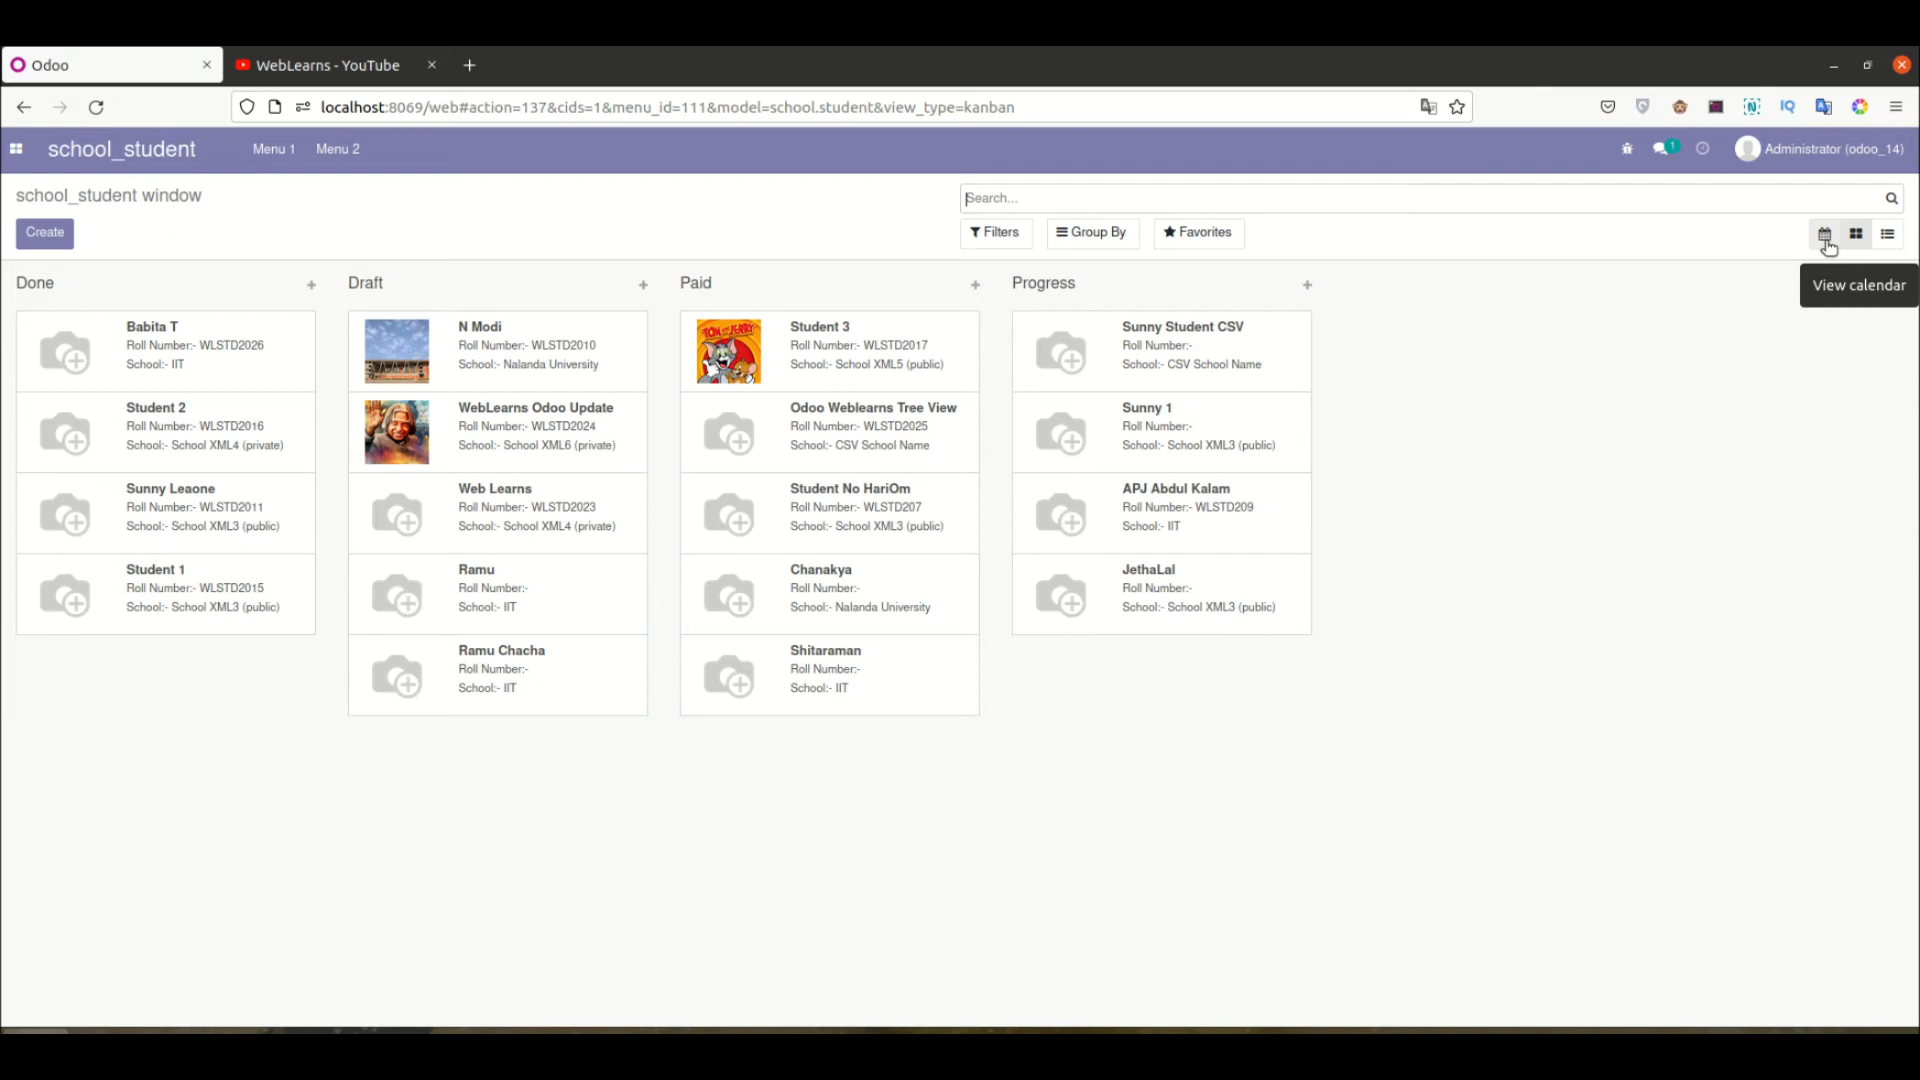 Odoo
WebLearns - YouTube
localhost:8069/web#action=137&cids=1&menu_id=111&model=school.student&view_type=kanban
IQ
school_student
Menu 1
Menu 2
1
Administrator (odoo_14)
school_student window
Search...
Create
Filters
Group By
Favorites
View calendar
Done
Babita T
Roll Number:- WLSTD2026
School:- IIT
Student 2
Roll Number:- WLSTD2016
School:- School XML4 (private)
Sunny Leaone
Roll Number:- WLSTD2011
School:- School XML3 (public)
Student 1
Roll Number:- WLSTD2015
School:- School XML3 (public)
Draft
N Modi
Roll Number:- WLSTD2010
School:- Nalanda University
WebLearns Odoo Update
Roll Number:- WLSTD2024
School:- School XML6 (private)
Web Learns
Roll Number:- WLSTD2023
School:- School XML4 (private)
Ramu
Roll Number:-
School:- IIT
Ramu Chacha
Roll Number:-
School:- IIT
Paid
TOM and JERRY
Student 3
Roll Number:- WLSTD2017
School:- School XML5 (public)
Odoo Weblearns Tree View
Roll Number:- WLSTD2025
School:- CSV School Name
Student No HariOm
Roll Number:- WLSTD207
School:- School XML3 (public)
Chanakya
Roll Number:-
School:- Nalanda University
Shitaraman
Roll Number:-
School:- IIT
Progress
Sunny Student CSV
Roll Number:-
School:- CSV School Name
Sunny 1
Roll Number:-
School:- School XML3 (public)
APJ Abdul Kalam
Roll Number:- WLSTD209
School:- IIT
JethaLal
Roll Number:-
School:- School XML3 (public)